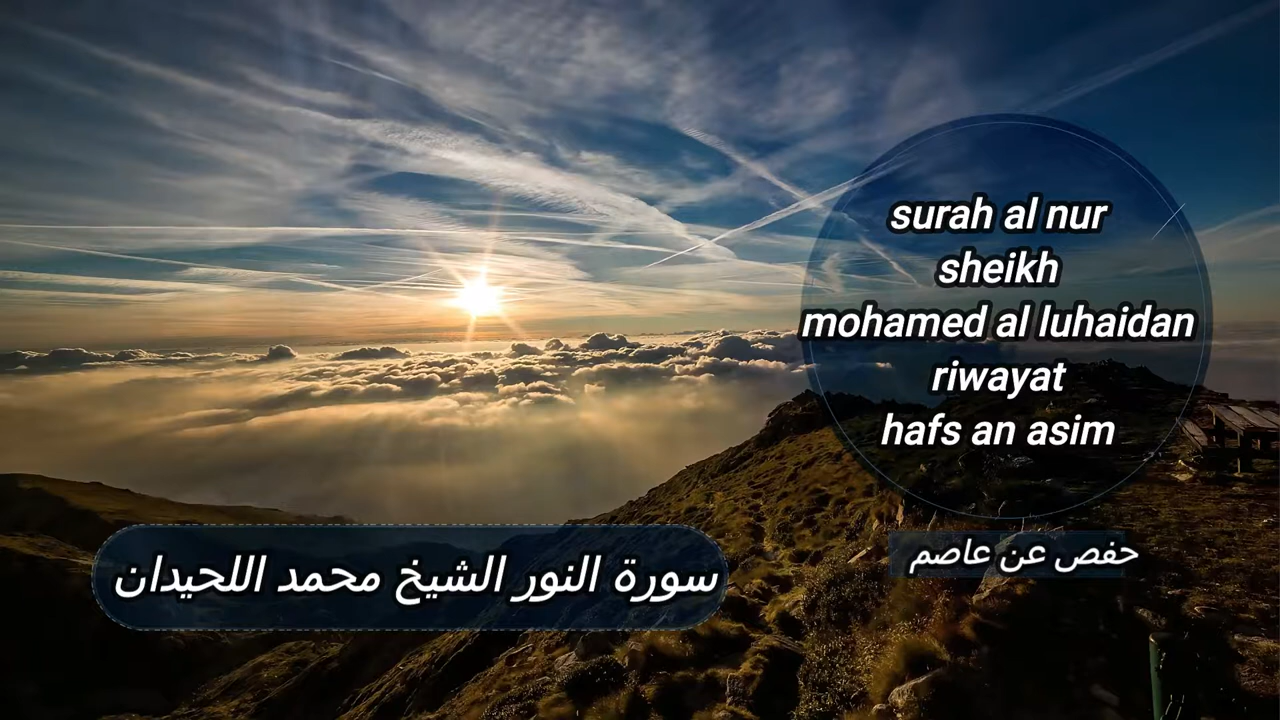 surah al nur
sheikh
mohamed al luhaidan
riwayat
hafs an asim
حفص عن عاصم
سورة النور الشيخ محمد اللحيدان